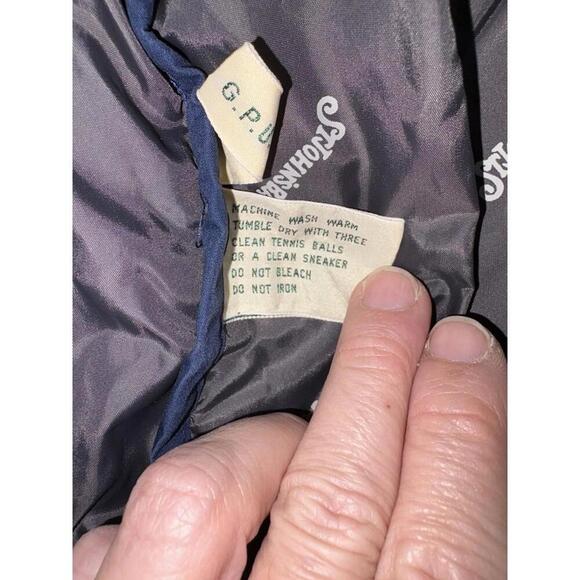 G.P.
MACHINE WASH WARM
TUMBLE DRY WITH THREE
CLEAN TENNIS BALLS
OR A CLEAN SNEAKER
DO NOT BLEACH
DO NOT IRON